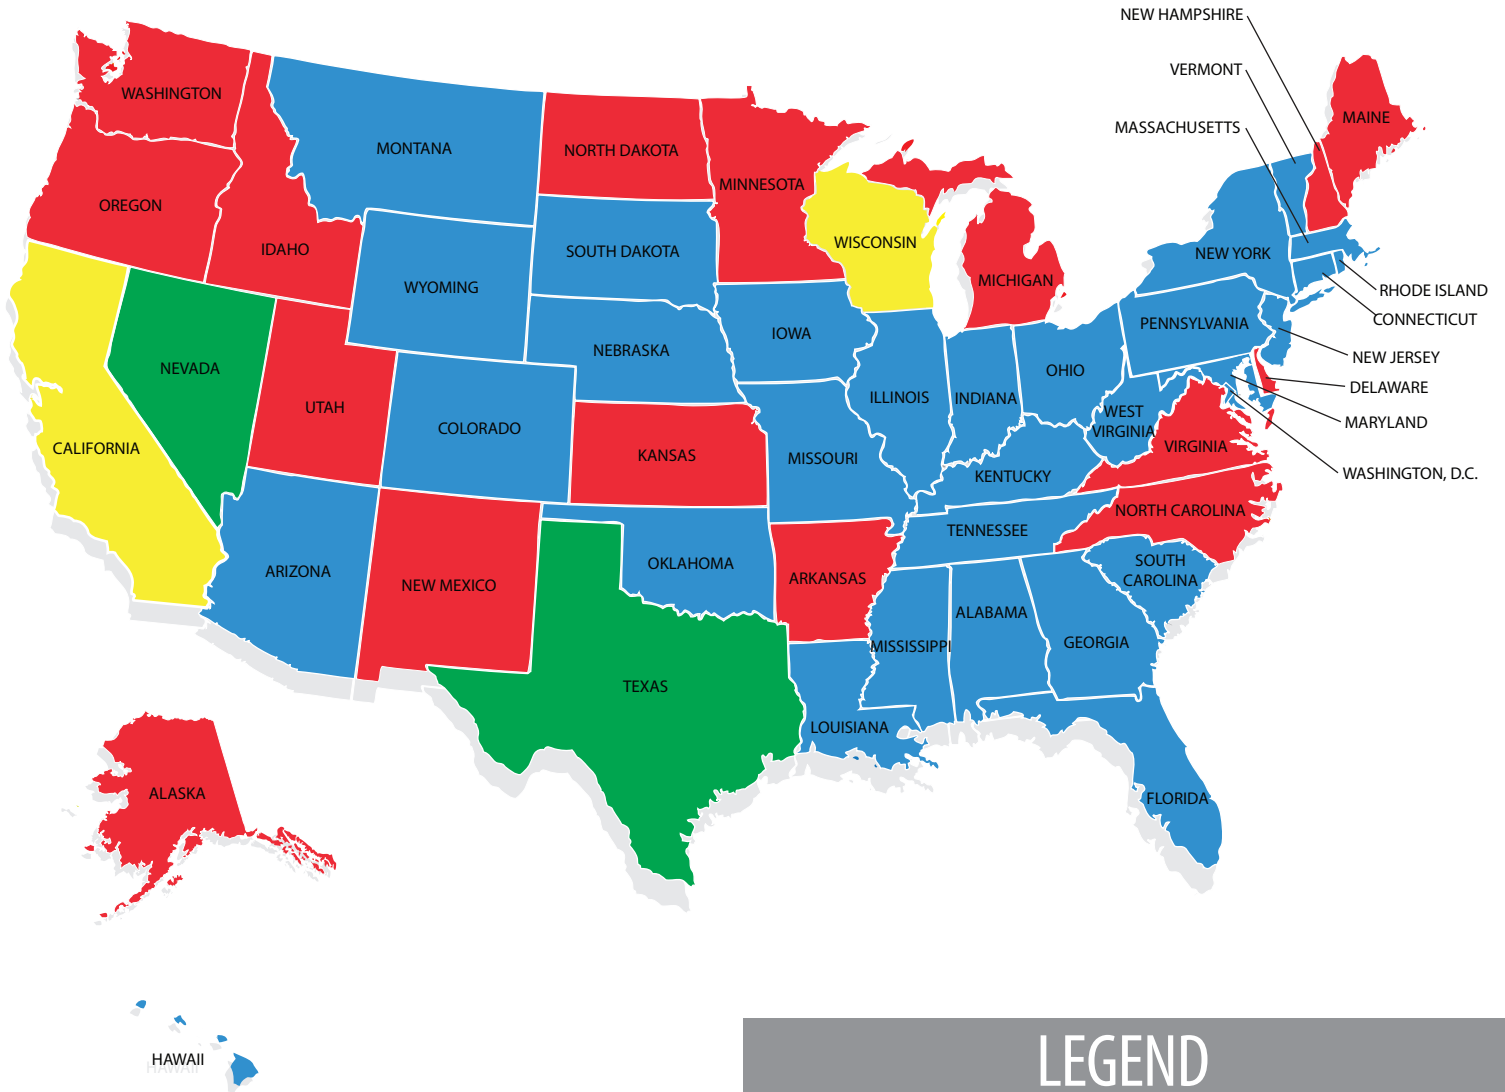 NEW HAMPSHIRE
VERMONT
MASSACHUSETTS
MAINE
WASHINGTON
MONTANA
NORTH DAKOTA
MINNESOTA
OREGON
IDAHO
WISCONSIN
SOUTH DAKOTA
NEW YORK
MICHIGAN
WYOMING
RHODE ISLAND
CONNECTICUT
PENNSYLVANIA
IOWA
NEBRASKA
NEW JERSEY
NEVADA
OHIO
DELAWARE
ILLINOIS
INDIANA
UTAH
WEST
VIRGINIA
MARYLAND
COLORADO
CALIFORNIA
VIRGINIA
KANSAS
MISSOURI
KENTUCKY
WASHINGTON, D.C.
NORTH CAROLINA
TENNESSEE
SOUTH
CAROLINA
OKLAHOMA
ARIZONA
ARKANSAS
NEW MEXICO
ALABAMA
GEORGIA
MISSISSIPPI
TEXAS
LOUISIANA
ALASKA
FLORIDA
HAWAII
HAWAII
LEGEND